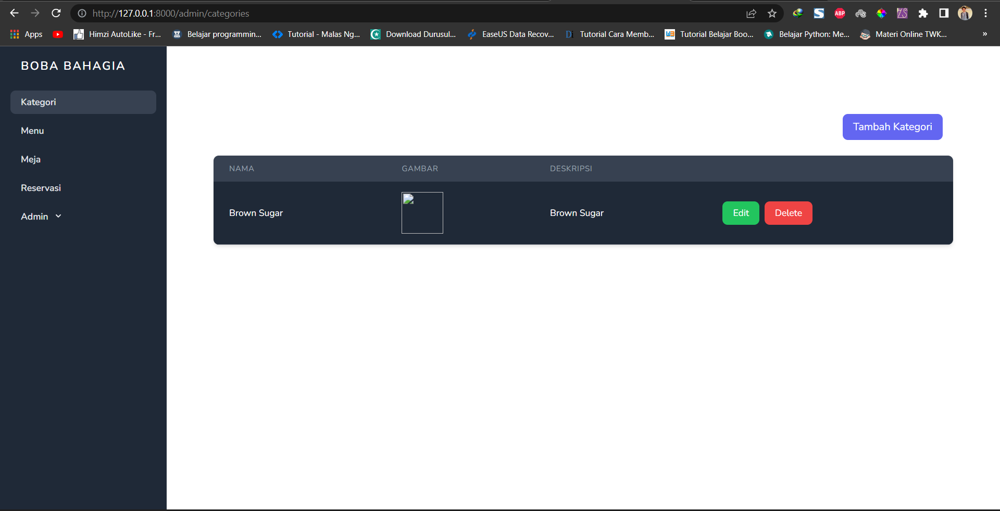 http://127.0.0.1:8000/admin/categories
ABP
Apps
Himzi AutoLike - Fr...
Belajar programmin...
Tutorial - Malas Ng...
Download Durusul...
EaseUS Data Recov...
Tutorial Cara Memb...
Tutorial Belajar Boo...
Belajar Python: Me...
Materi Online TWK...
»
BOBA BAHAGIA
Kategori
Menu
Meja
Reservasi
Admin
Tambah Kategori
NAMA GAMBAR DESKRIPSI
Brown Sugar Brown Sugar Edit Delete